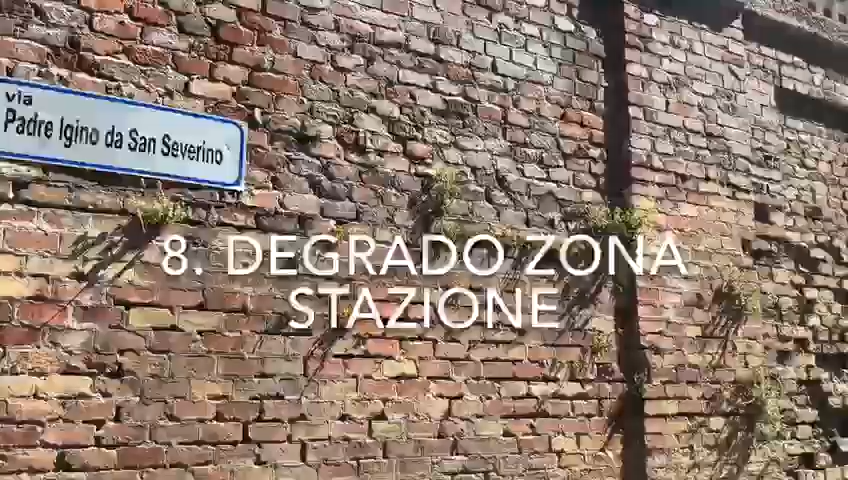 via
Padre Igino da San Severino
8. DEGRADO ZONA
STAZIONE